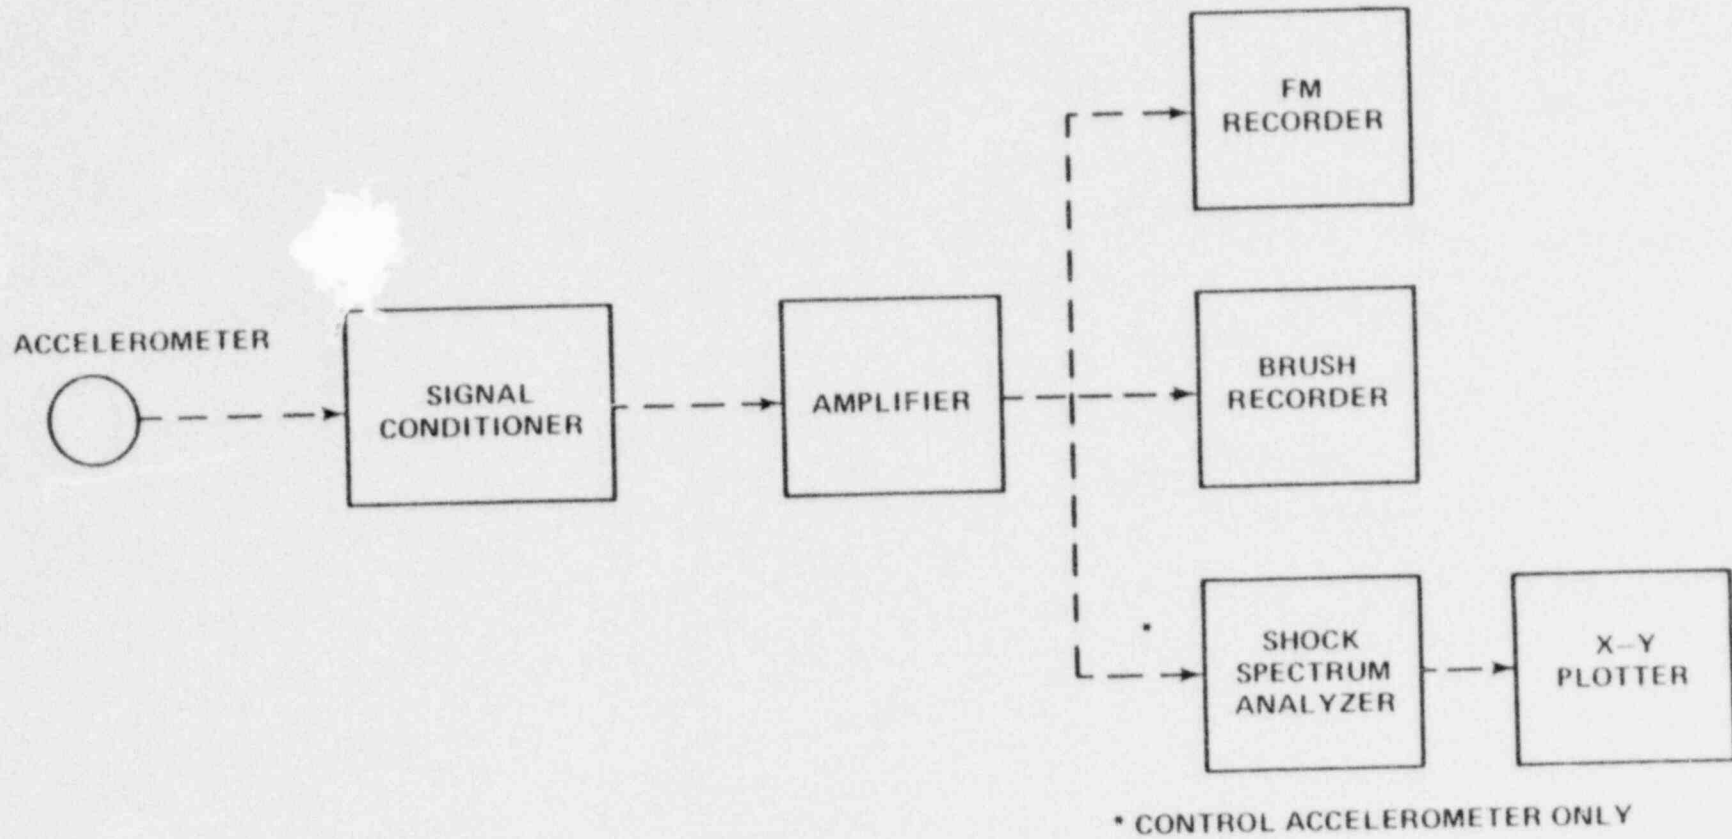 FM
RECORDER
ACCELEROMETER
SIGNAL
CONDITIONER
AMPLIFIER
BRUSH
RECORDER
*
SHOCK
SPECTRUM
ANALYZER
X–Y
PLOTTER
* CONTROL ACCELEROMETER ONLY